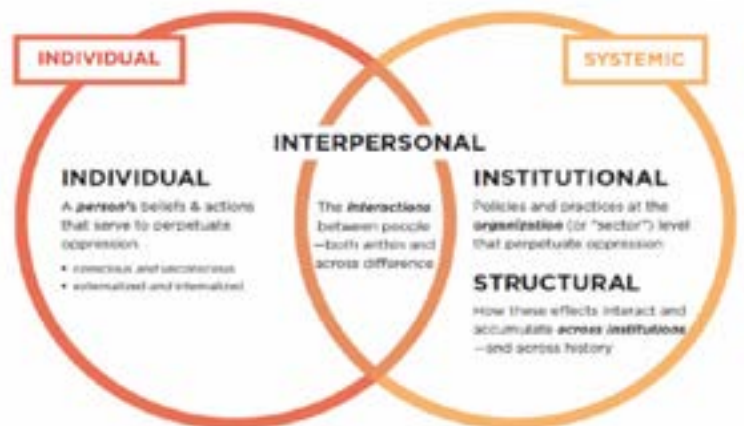 INDIVIDUAL
SYSTEMIC
INTERPERSONAL
INDIVIDUAL
A person's beliefs & actions
that serve to perpetuate
oppression
• conscious and unconscious
• externalized and internalized
The interactions
between people
—both within and
across difference
INSTITUTIONAL
Policies and practices at the
organization (or "sector") level
that perpetuate oppression
STRUCTURAL
How these effects interact and
accumulate across institutions
—and across history